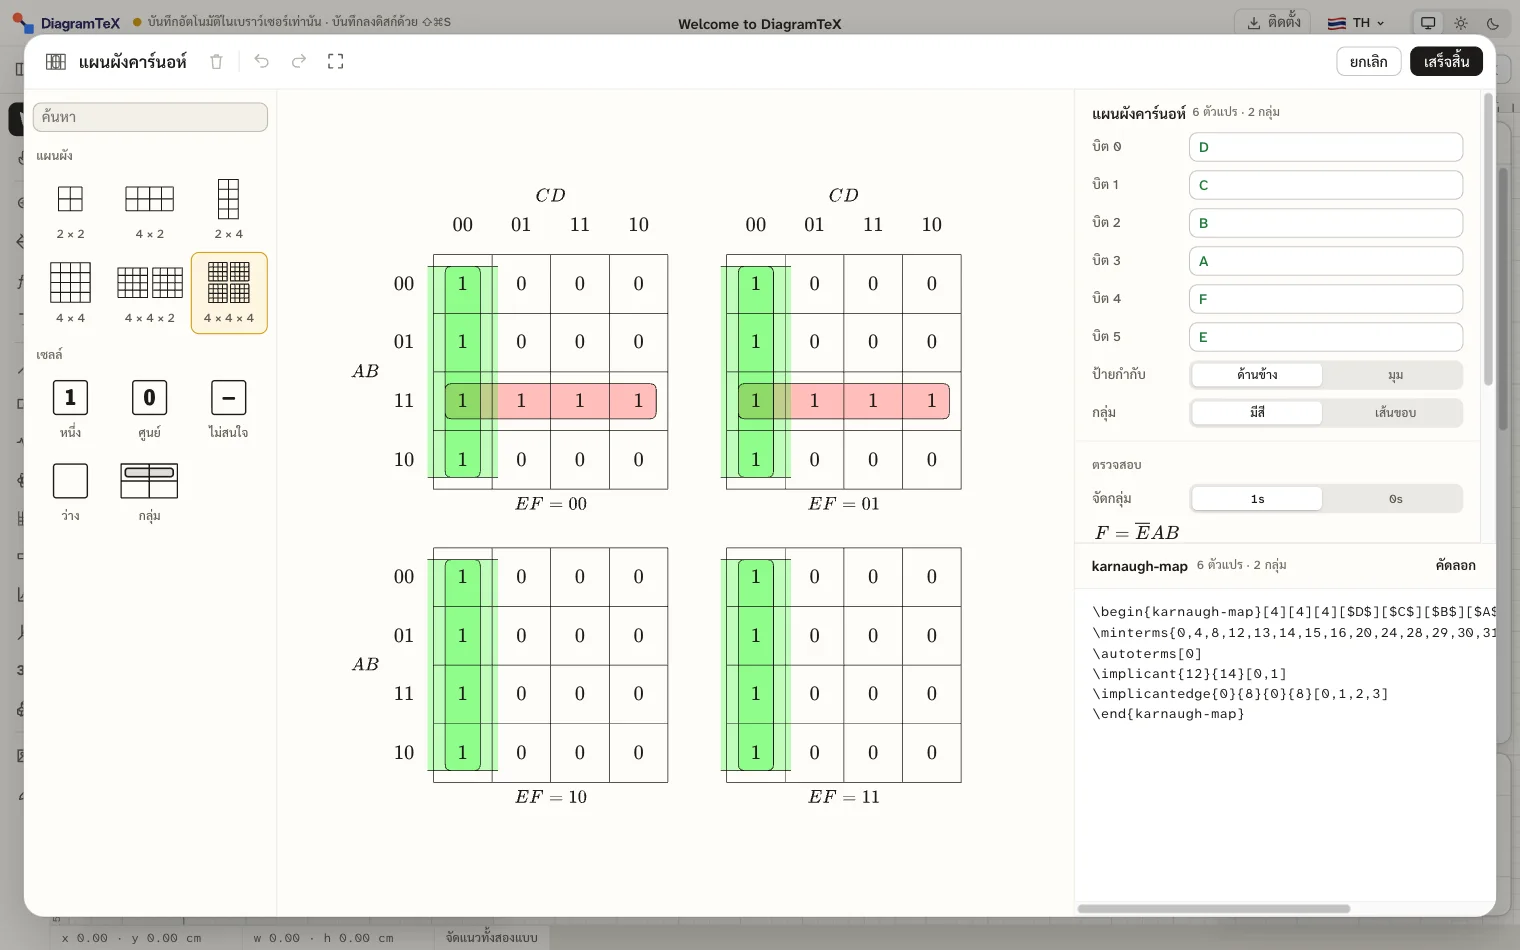 DiagramTeX
บันทึกอัตโนมัติในเบราว์เซอร์เท่านั้น · บันทึกลงดิสก์ด้วย ⇧⌘S
Welcome to DiagramTeX
ติดตั้ง
TH
แผนผังคาร์นอห์
ยกเลิก
เสร็จสิ้น
ค้นหา
แผนผัง
2 × 2
4 × 2
2 × 4
4 × 4
4 × 4 × 2
4 × 4 × 4
เซลล์
1
0
–
หนึ่ง
ศูนย์
ไม่สนใจ
ว่าง
กลุ่ม
CD
00 01 11 10
AB
00 1 0 0 0
01 1 0 0 0
11 1 1 1 1
10 1 0 0 0
EF = 00
CD
00 01 11 10
1 0 0 0
1 0 0 0
1 1 1 1
1 0 0 0
EF = 01
AB
00 1 0 0 0
01 1 0 0 0
11 1 0 0 0
10 1 0 0 0
EF = 10
1 0 0 0
1 0 0 0
1 0 0 0
1 0 0 0
EF = 11
แผนผังคาร์นอห์ 6 ตัวแปร · 2 กลุ่ม
บิต 0 D
บิต 1 C
บิต 2 B
บิต 3 A
บิต 4 F
บิต 5 E
ป้ายกำกับ ด้านข้าง มุม
กลุ่ม มีสี เส้นขอบ
ตรวจสอบ
จัดกลุ่ม 1s 0s
F = E̅AB
karnaugh-map 6 ตัวแปร · 2 กลุ่ม คัดลอก
\begin{karnaugh-map}[4][4][4][$D$][$C$][$B$][$A$
\minterms{0,4,8,12,13,14,15,16,20,24,28,29,30,31
\autoterms[0]
\implicant{12}{14}[0,1]
\implicantedge{0}{8}{0}{8}[0,1,2,3]
\end{karnaugh-map}
x 0.00 · y 0.00 cm
w 0.00 · h 0.00 cm
จัดแนวทั้งสองแบบ